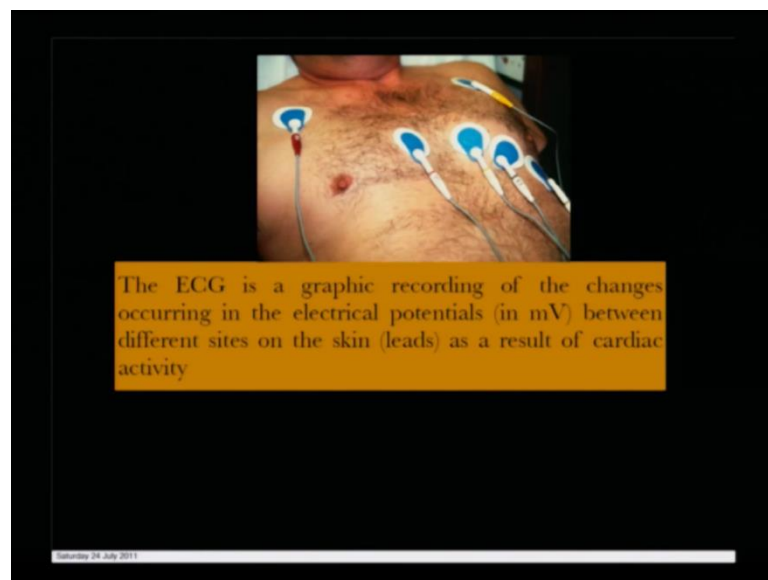 The ECG is a graphic recording of the changes
occurring in the electrical potentials (in mV) between
different sites on the skin (leads) as a result of cardiac
activity
Saturday 24 July 2011